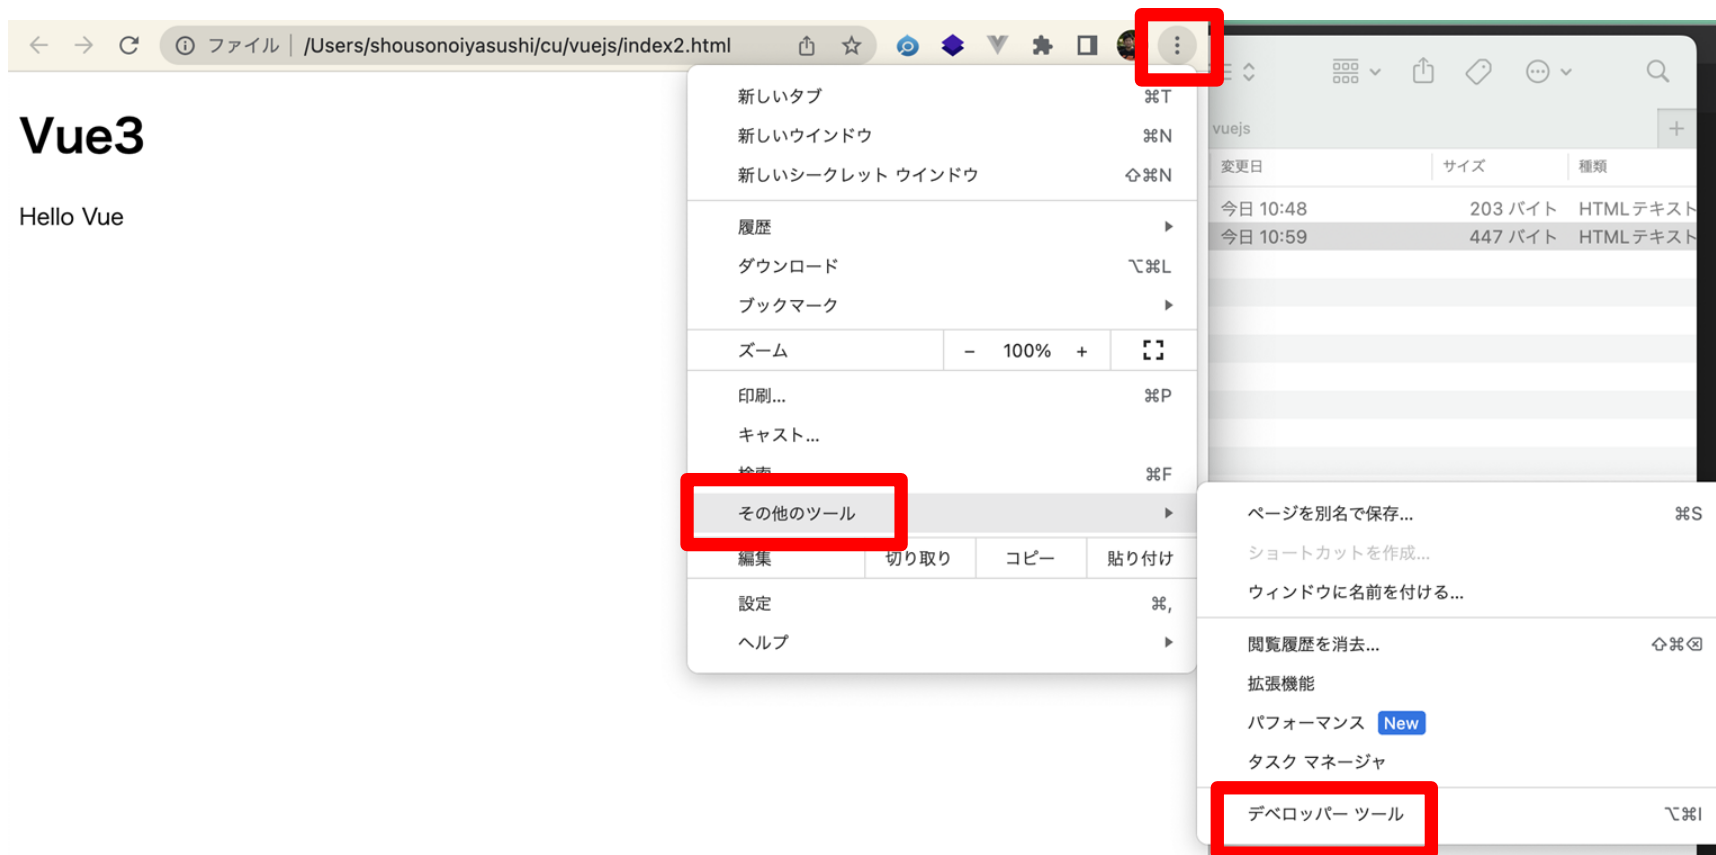 ファイル | /Users/shousonoiyasushi/cu/vuejs/index2.html
Vue3
Hello Vue
新しいタブ ⌘T
新しいウインドウ ⌘N
新しいシークレット ウインドウ ⇧⌘N
履歴
ダウンロード ⌥⌘L
ブックマーク
ズーム − 100% +
印刷... ⌘P
キャスト...
検索 ⌘F
その他のツール
編集 切り取り コピー 貼り付け
設定 ⌘,
ヘルプ
vuejs
変更日 サイズ 種類
今日 10:48 203 バイト HTMLテキスト
今日 10:59 447 バイト HTMLテキスト
ページを別名で保存... ⌘S
ショートカットを作成...
ウィンドウに名前を付ける...
閲覧履歴を消去... ⇧⌘⌫
拡張機能
パフォーマンス New
タスク マネージャ
デベロッパー ツール ⌥⌘I